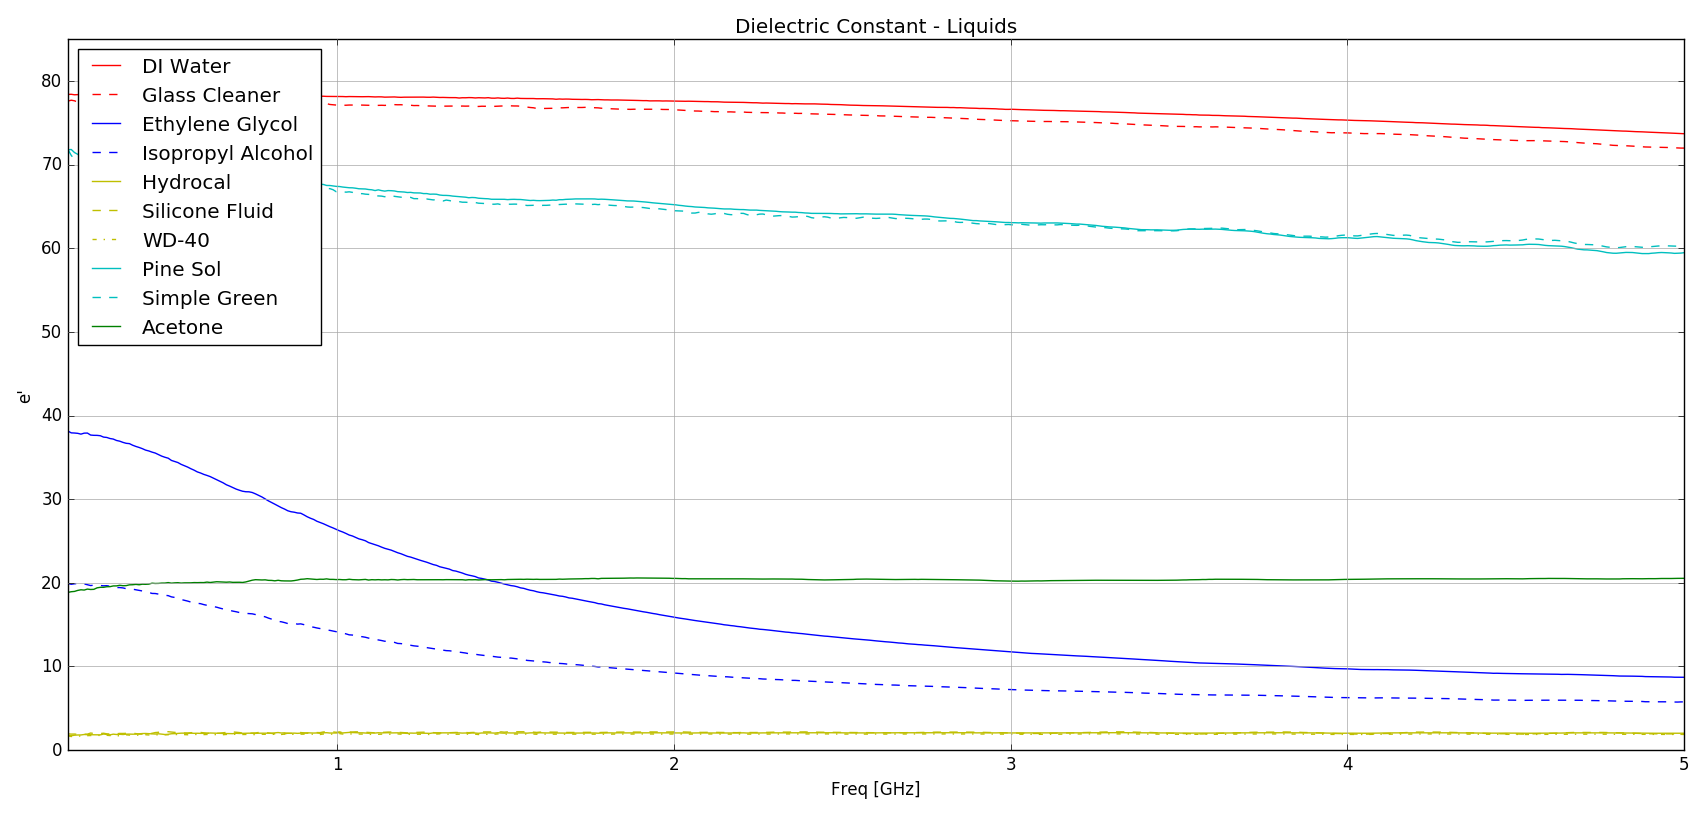 Dielectric Constant - Liquids
DI Water
Glass Cleaner
Ethylene Glycol
Isopropyl Alcohol
Hydrocal
Silicone Fluid
WD-40
Pine Sol
Simple Green
Acetone
80
70
60
50
40
30
20
10
0
e'
1
2
3
4
5
Freq [GHz]